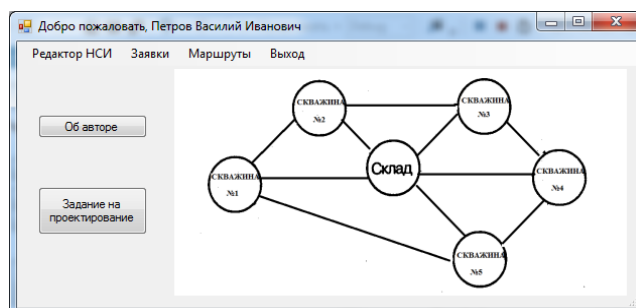 Добро пожаловать, Петров Василий Иванович
Редактор НСИ Заявки Маршруты Выход
Об авторе
Задание на
проектирование
СКВАЖИНА
№2
СКВАЖИНА
№3
Склад
СКВАЖИНА
№1
СКВАЖИНА
№4
СКВАЖИНА
№5